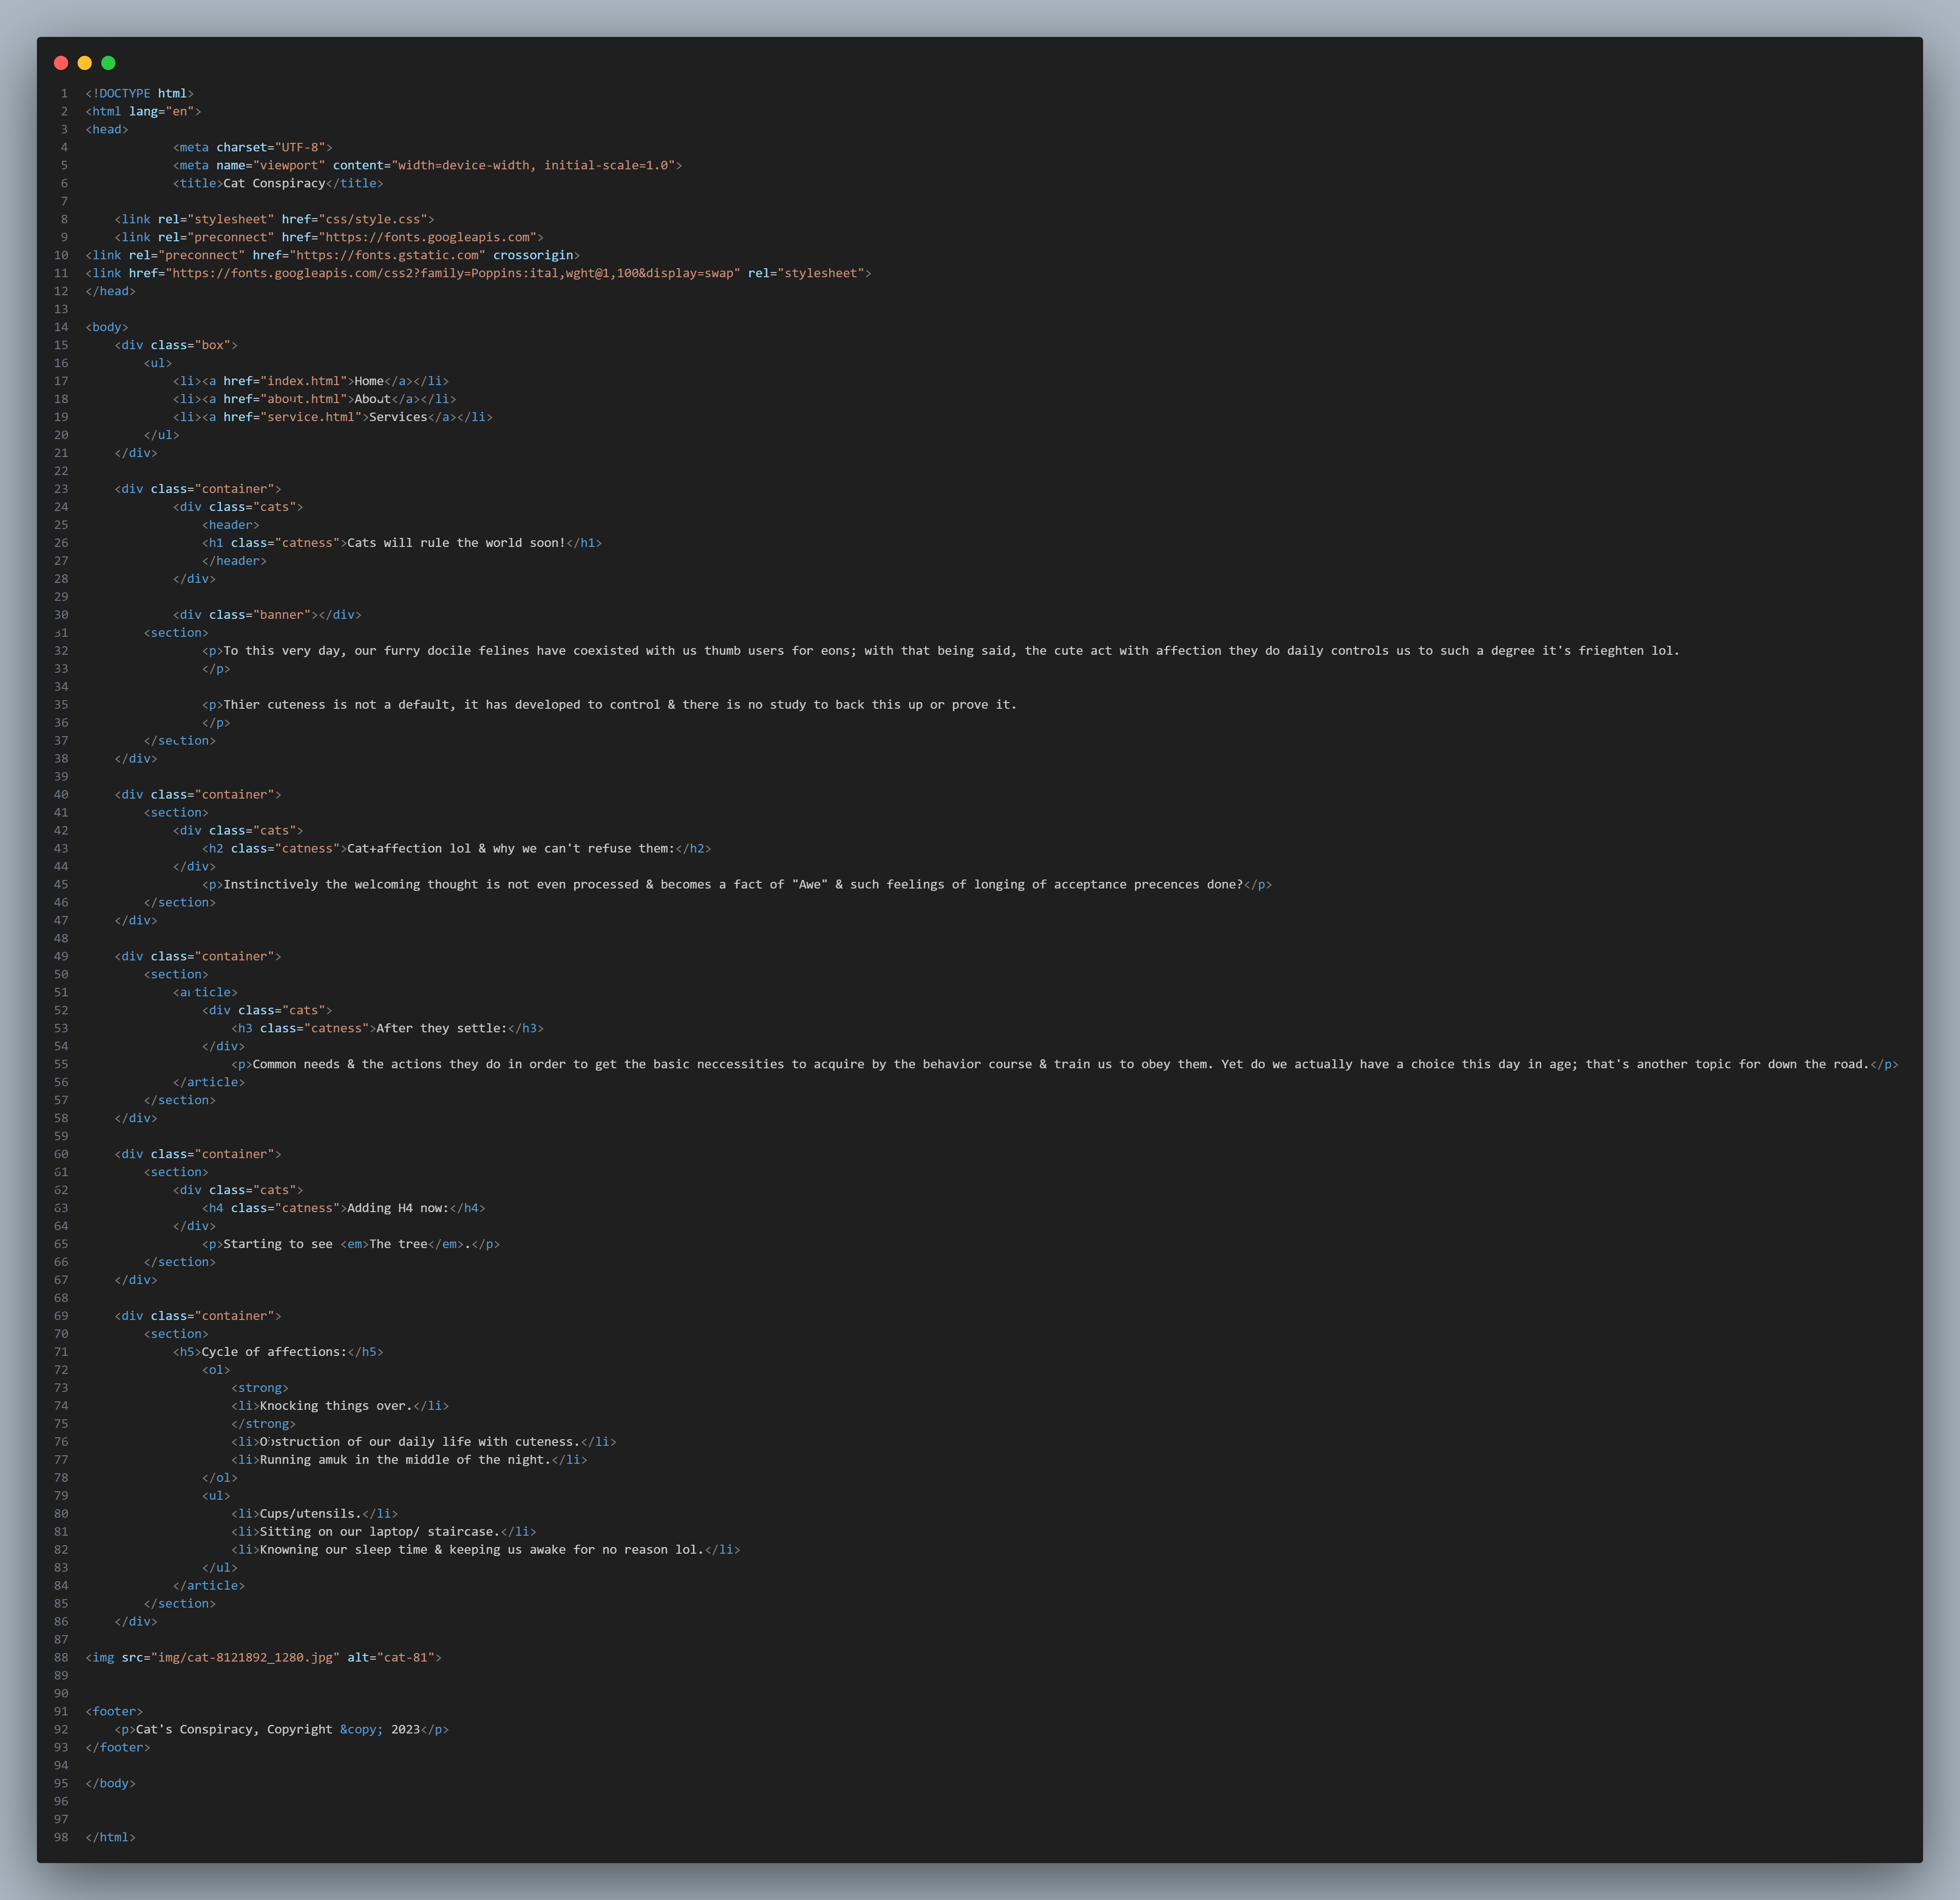 1 <!DOCTYPE html>
2 <html lang="en">
3 <head>
4 <meta charset="UTF-8">
5 <meta name="viewport" content="width=device-width, initial-scale=1.0">
6 <title>Cat Conspiracy</title>
7
8 <link rel="stylesheet" href="css/style.css">
9 <link rel="preconnect" href="https://fonts.googleapis.com">
10 <link rel="preconnect" href="https://fonts.gstatic.com" crossorigin>
11 <link href="https://fonts.googleapis.com/css2?family=Poppins:ital,wght@1,100&display=swap" rel="stylesheet">
12 </head>
13
14 <body>
15 <div class="box">
16 <ul>
17 <li><a href="index.html">Home</a></li>
18 <li><a href="about.html">About</a></li>
19 <li><a href="service.html">Services</a></li>
20 </ul>
21 </div>
22
23 <div class="container">
24 <div class="cats">
25 <header>
26 <h1 class="catness">Cats will rule the world soon!</h1>
27 </header>
28 </div>
29
30 <div class="banner"></div>
31 <section>
32 <p>To this very day, our furry docile felines have coexisted with us thumb users for eons; with that being said, the cute act with affection they do daily controls us to such a degree it's frieghten lol.
33 </p>
34
35 <p>Thier cuteness is not a default, it has developed to control & there is no study to back this up or prove it.
36 </p>
37 </section>
38 </div>
39
40 <div class="container">
41 <section>
42 <div class="cats">
43 <h2 class="catness">Cat+affection lol & why we can't refuse them:</h2>
44 </div>
45 <p>Instinctively the welcoming thought is not even processed & becomes a fact of "Awe" & such feelings of longing of acceptance precences done?</p>
46 </section>
47 </div>
48
49 <div class="container">
50 <section>
51 <article>
52 <div class="cats">
53 <h3 class="catness">After they settle:</h3>
54 </div>
55 <p>Common needs & the actions they do in order to get the basic neccessities to acquire by the behavior course & train us to obey them. Yet do we actually have a choice this day in age; that's another topic for down the road.</p>
56 </article>
57 </section>
58 </div>
59
60 <div class="container">
61 <section>
62 <div class="cats">
63 <h4 class="catness">Adding H4 now:</h4>
64 </div>
65 <p>Starting to see <em>The tree</em>.</p>
66 </section>
67 </div>
68
69 <div class="container">
70 <section>
71 <h5>Cycle of affections:</h5>
72 <ol>
73 <strong>
74 <li>Knocking things over.</li>
75 </strong>
76 <li>Obstruction of our daily life with cuteness.</li>
77 <li>Running amuk in the middle of the night.</li>
78 </ol>
79 <ul>
80 <li>Cups/utensils.</li>
81 <li>Sitting on our laptop/ staircase.</li>
82 <li>Knowning our sleep time & keeping us awake for no reason lol.</li>
83 </ul>
84 </article>
85 </section>
86 </div>
87
88 <img src="img/cat-8121892_1280.jpg" alt="cat-81">
89
90
91 <footer>
92 <p>Cat's Conspiracy, Copyright &copy; 2023</p>
93 </footer>
94
95 </body>
96
97
98 </html>